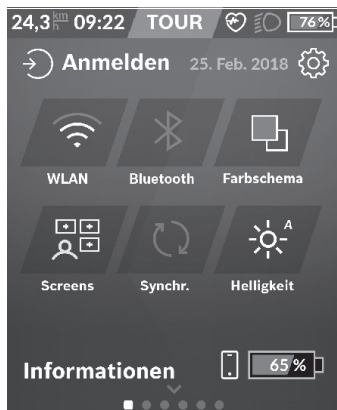 24,3 km/h 09:22 TOUR 76%
Anmelden 25. Feb. 2018
WLAN Bluetooth Farbschema
A
Screens Synchr. Helligkeit
Informationen 65 %